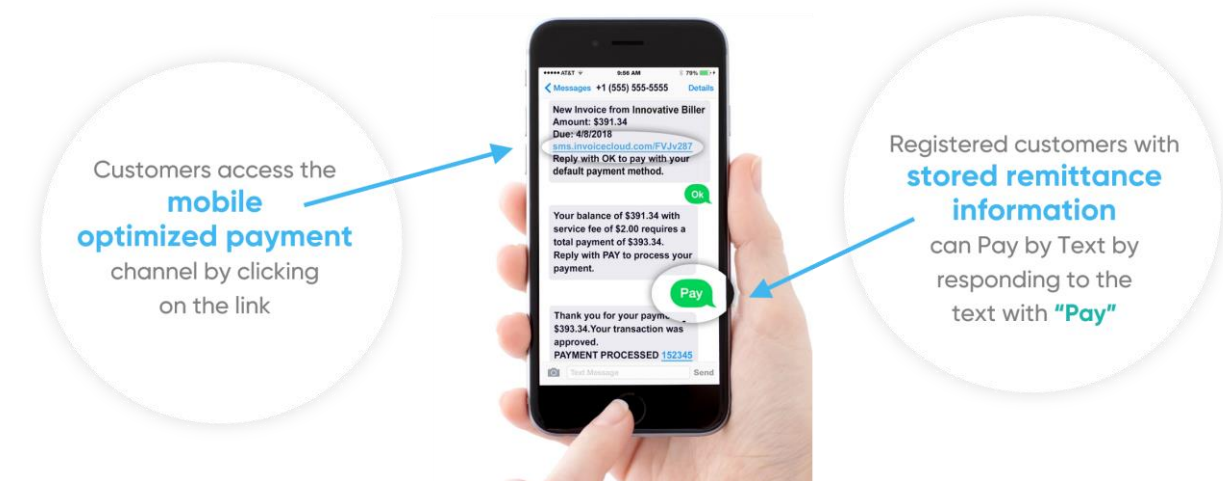 Customers access the
mobile
optimized payment
channel by clicking
on the link
AT&T 9:56 AM 79%
Messages +1 (555) 555-5555 Details
New Invoice from Innovative Biller
Amount: $391.34
Due: 4/8/2018
sms.invoicecloud.com/FVJv287
Reply with OK to pay with your
default payment method.
Ok
Your balance of $391.34 with
service fee of $2.00 requires a
total payment of $393.34.
Reply with PAY to process your
payment.
Pay
Thank you for your
$393.34.Your transaction was
approved.
PAYMENT PROCESSED 152345
Text Message Send
Registered customers with
stored remittance
information
can Pay by Text by
responding to the
text with “Pay”